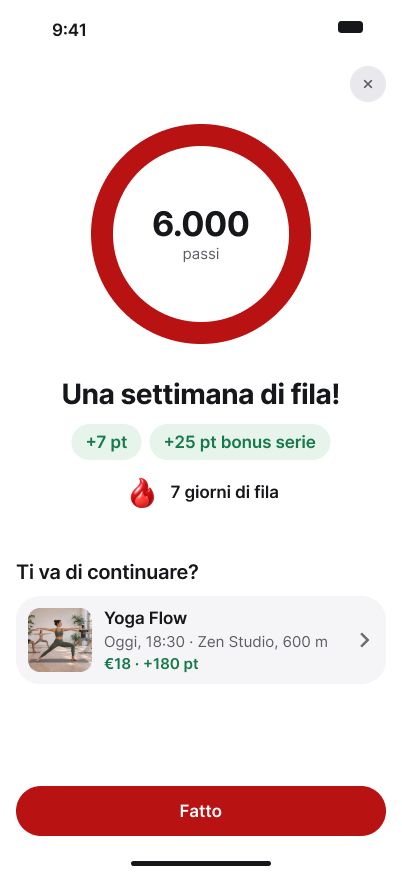 9:41
6.000
passi
Una settimana di fila!
+7 pt
+25 pt bonus serie
7 giorni di fila
Ti va di continuare?
Yoga Flow
Oggi, 18:30 · Zen Studio, 600 m
€18 · +180 pt
Fatto